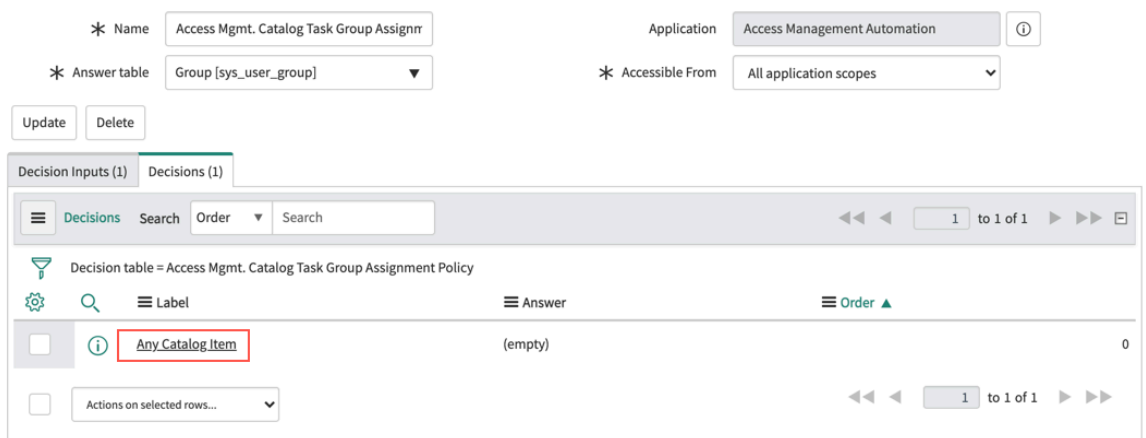 Name Access Mgmt. Catalog Task Group Assignm Application Access Management Automation
Answer table Group [sys_user_group] Accessible From All application scopes
Update Delete
Decision Inputs (1) Decisions (1)
Decisions Search Order Search 1 to 1 of 1
Decision table = Access Mgmt. Catalog Task Group Assignment Policy
Label Answer Order
Any Catalog Item (empty) 0
Actions on selected rows... 1 to 1 of 1